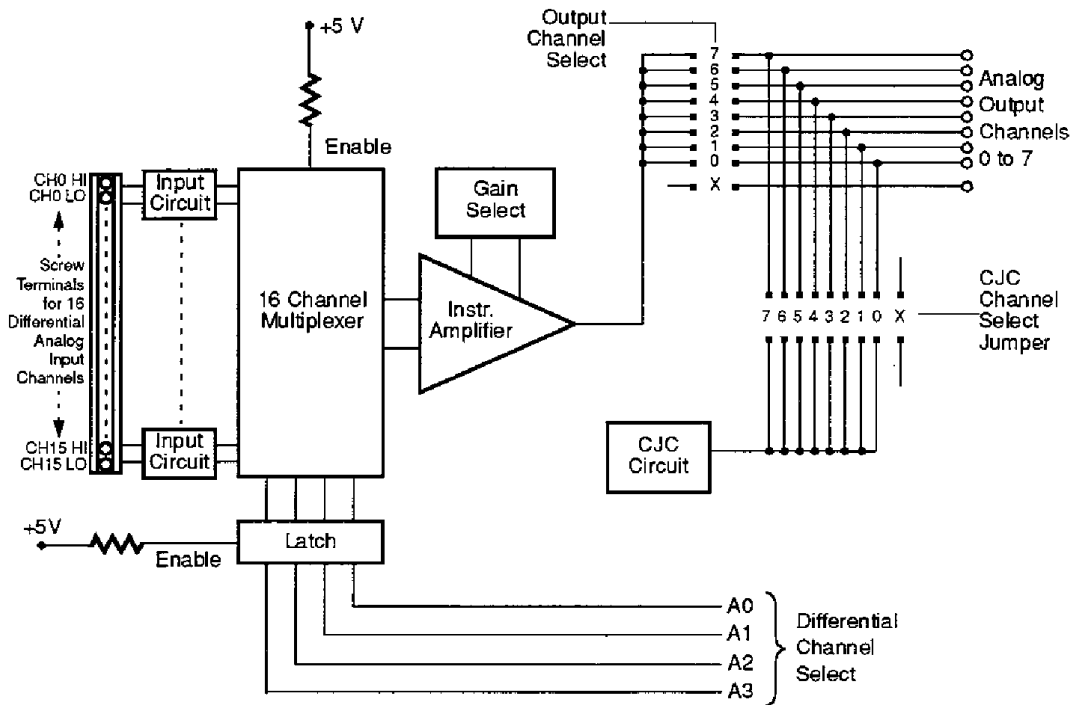 +5 V
Enable
Output
Channel
Select
7
6
5
4
3
2
1
0
X
Analog
Output
Channels
0 to 7
CH0 HI
CH0 LO
Input
Circuit
Gain
Select
Screw
Terminals
for 16
Differential
Analog
Input
Channels
16 Channel
Multiplexer
Instr.
Amplifier
7 6 5 4 3 2 1 0 X
CJC
Channel
Select
Jumper
CH15 HI
CH15 LO
Input
Circuit
CJC
Circuit
+5V
Enable
Latch
A0
A1
A2
A3
Differential
Channel
Select